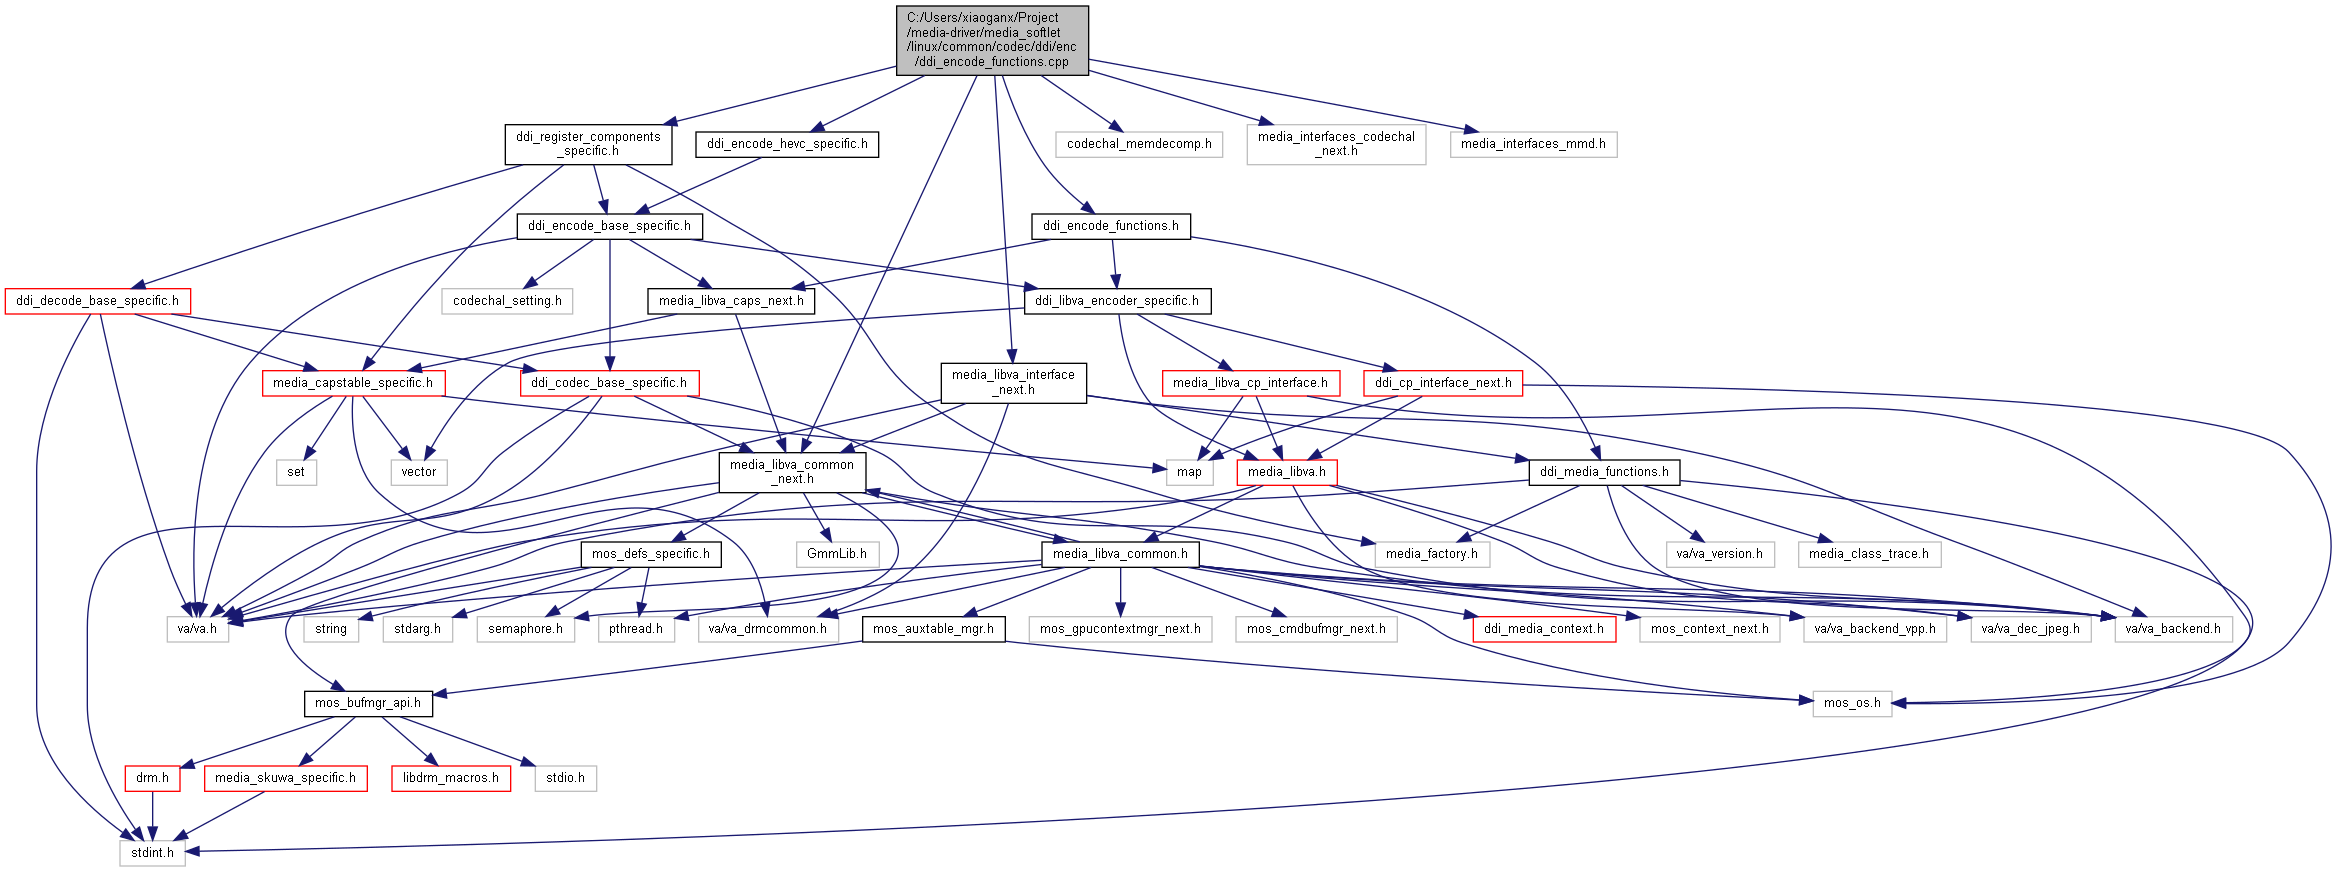 C:/Users/xiaoganx/Project
/media-driver/media_softlet
/linux/common/codec/ddi/enc
/ddi_encode_functions.cpp
ddi_register_components
_specific.h
ddi_encode_hevc_specific.h
codechal_memdecomp.h
media_interfaces_codechal
_next.h
media_interfaces_mmd.h
ddi_encode_base_specific.h
ddi_encode_functions.h
ddi_decode_base_specific.h
codechal_setting.h
media_libva_caps_next.h
ddi_libva_encoder_specific.h
media_capstable_specific.h
ddi_codec_base_specific.h
media_libva_interface
_next.h
media_libva_cp_interface.h
ddi_cp_interface_next.h
set
vector
media_libva_common
_next.h
map
media_libva.h
ddi_media_functions.h
mos_defs_specific.h
GmmLib.h
media_libva_common.h
media_factory.h
va/va_version.h
media_class_trace.h
va/va.h
string
stdarg.h
semaphore.h
pthread.h
va/va_drmcommon.h
mos_auxtable_mgr.h
mos_gpucontextmgr_next.h
mos_cmdbufmgr_next.h
ddi_media_context.h
mos_context_next.h
va/va_backend_vpp.h
va/va_dec_jpeg.h
va/va_backend.h
mos_bufmgr_api.h
mos_os.h
drm.h
media_skuwa_specific.h
libdrm_macros.h
stdio.h
stdint.h